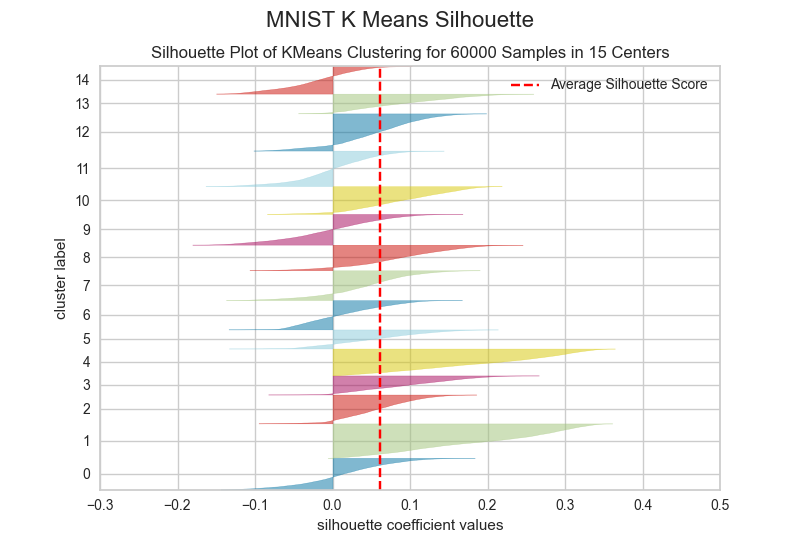 MNIST K Means Silhouette
Silhouette Plot of KMeans Clustering for 60000 Samples in 15 Centers
Average Silhouette Score
14
13
12
11
10
9
8
7
6
5
4
3
2
1
0
cluster label
−0.3 −0.2 −0.1 0.0 0.1 0.2 0.3 0.4 0.5
silhouette coefficient values